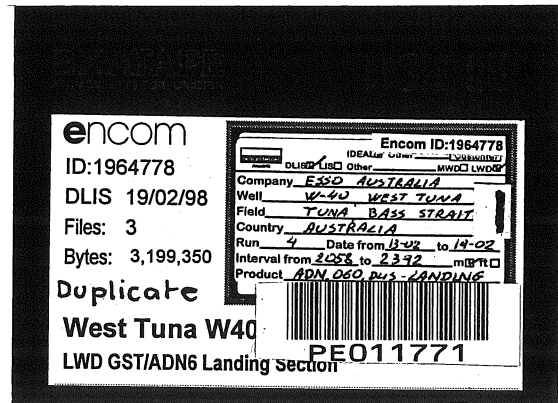 encom
ID:1964778
DLIS 19/02/98
Files: 3
Bytes: 3,199,350
Duplicate
West Tuna W40
LWD GST/ADN6 Landing Section
Encom ID:1964778
DLIS LIS Other MWD LWD
Company ESSO AUSTRALIA
Well W-40 WEST TUNA
Field TUNA, BASS STRAIT
Country AUSTRALIA
Run 4 Date from 13-02 to 14-02
Interval from 2058 to 2392 m ft
Product ADN, 060, DUS-LANDING
PE011771